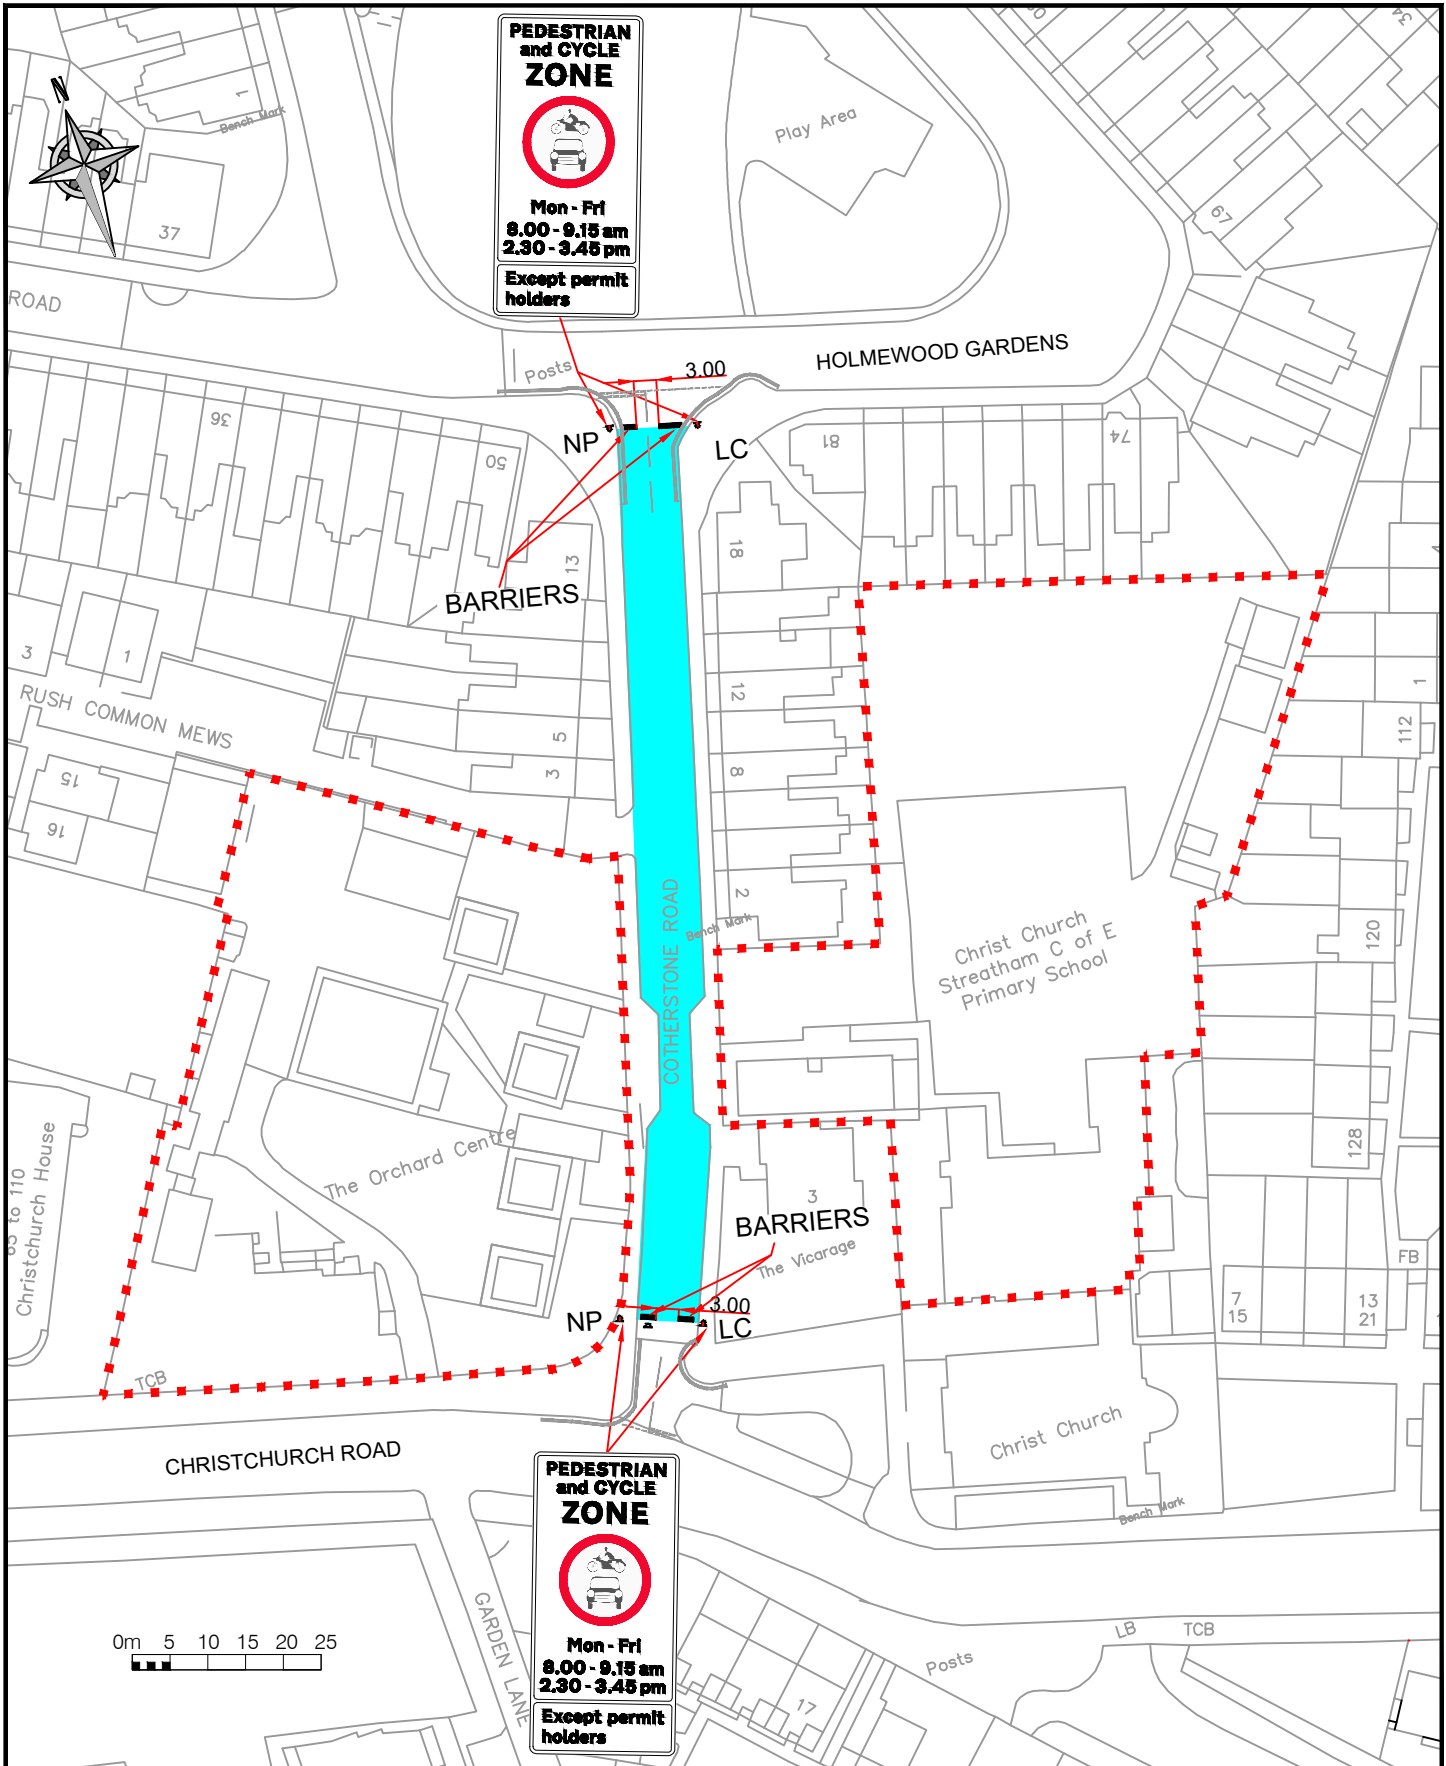 PEDESTRIAN
and CYCLE
ZONE
Mon - Fri
8.00 - 9.15 am
2.30 - 3.45 pm
Except permit
holders
N
1
Bench Mark
37
ROAD
Play Area
34
67
Posts
3.00
HOLMEWOOD GARDENS
NP
LC
36
50
81
74
18
13
BARRIERS
3
1
RUSH COMMON MEWS
12
5
3
8
15
16
2
Bench Mark
COTHERSTONE ROAD
Christ Church
Streatham C of E
Primary School
1
112
120
128
The Orchard Centre
65 to 110
Christchurch House
3
BARRIERS
The Vicarage
NP
3.00
LC
FB
7
15
13
21
TCB
CHRISTCHURCH ROAD
Christ Church
Bench Mark
PEDESTRIAN
and CYCLE
ZONE
Mon - Fri
8.00 - 9.15 am
2.30 - 3.45 pm
Except permit
holders
GARDEN LANE
0m 5 10 15 20 25
17
Posts
LB
TCB